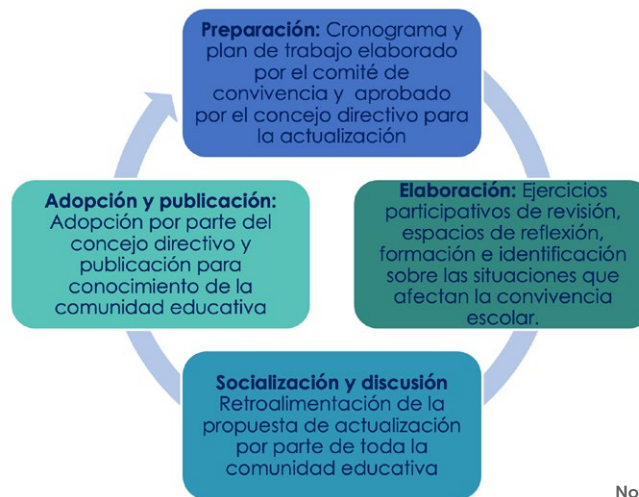 Preparación: Cronograma y
plan de trabajo elaborado
por el comité de
convivencia y aprobado
por el concejo directivo para
la actualización
Elaboración: Ejercicios
participativos de revisión,
espacios de reflexión,
formación e identificación
sobre las situaciones que
afectan la convivencia
escolar.
Socialización y discusión
Retroalimentación de la
propuesta de actualización
por parte de toda la
comunidad educativa
Adopción y publicación:
Adopción por parte del
concejo directivo y
publicación para
conocimiento de la
comunidad educativa
No